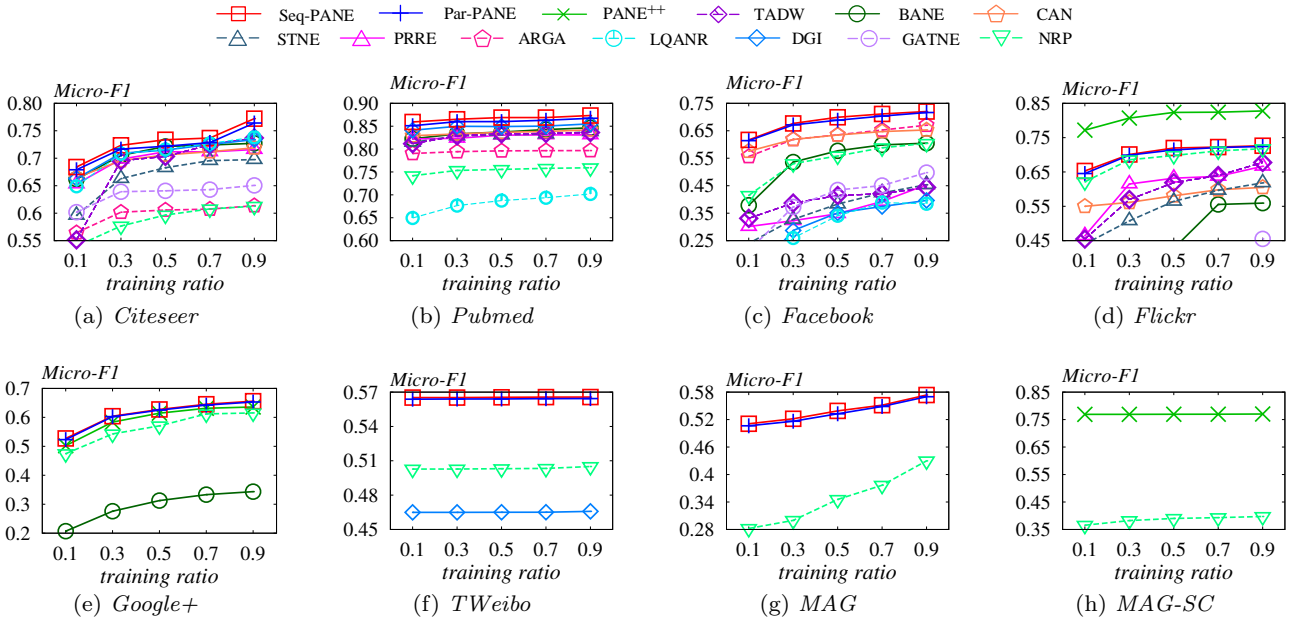 Seq-PANE Par-PANE PANE++ TADW BANE CAN
STNE PRRE ARGA LQANR DGI GATNE NRP
Micro-F1
0.80
0.75
0.70
0.65
0.60
0.55
0.1 0.3 0.5 0.7 0.9
training ratio
(a) Citeseer
Micro-F1
0.90
0.85
0.80
0.75
0.70
0.65
0.60
0.1 0.3 0.5 0.7 0.9
training ratio
(b) Pubmed
Micro-F1
0.75
0.65
0.55
0.45
0.35
0.25
0.1 0.3 0.5 0.7 0.9
training ratio
(c) Facebook
Micro-F1
0.85
0.75
0.65
0.55
0.45
0.1 0.3 0.5 0.7 0.9
training ratio
(d) Flickr
Micro-F1
0.7
0.6
0.5
0.4
0.3
0.2
0.1 0.3 0.5 0.7 0.9
training ratio
(e) Google+
Micro-F1
0.57
0.54
0.51
0.48
0.45
0.1 0.3 0.5 0.7 0.9
training ratio
(f) TWeibo
Micro-F1
0.58
0.52
0.46
0.4
0.34
0.28
0.1 0.3 0.5 0.7 0.9
training ratio
(g) MAG
Micro-F1
0.85
0.75
0.65
0.55
0.45
0.35
0.1 0.3 0.5 0.7 0.9
training ratio
(h) MAG-SC